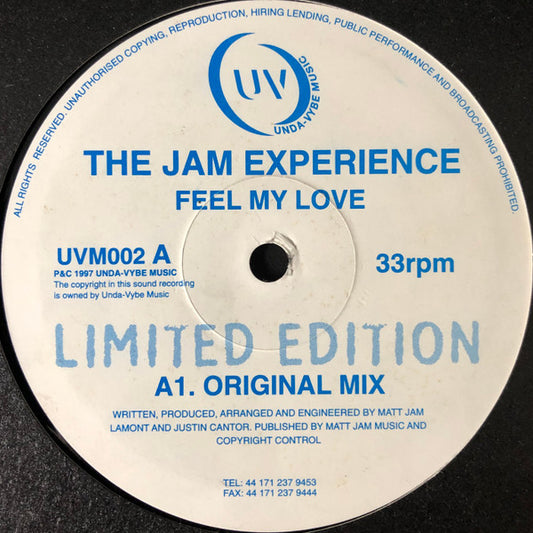 ALL RIGHTS RESERVED. UNAUTHORISED COPYING, REPRODUCTION, HIRING LENDING, PUBLIC PERFORMANCE AND BROADCASTING PROHIBITED.
UV
UNDA-VYBE MUSIC
THE JAM EXPERIENCE
FEEL MY LOVE
UVM002 A
P&C 1997 UNDA-VYBE MUSIC
The copyright in this sound recording
is owned by Unda-Vybe Music
33rpm
LIMITED EDITION
A1. ORIGINAL MIX
WRITTEN, PRODUCED, ARRANGED AND ENGINEERED BY MATT JAM
LAMONT AND JUSTIN CANTOR. PUBLISHED BY MATT JAM MUSIC AND
COPYRIGHT CONTROL
TEL: 44 171 237 9453
FAX: 44 171 237 9444